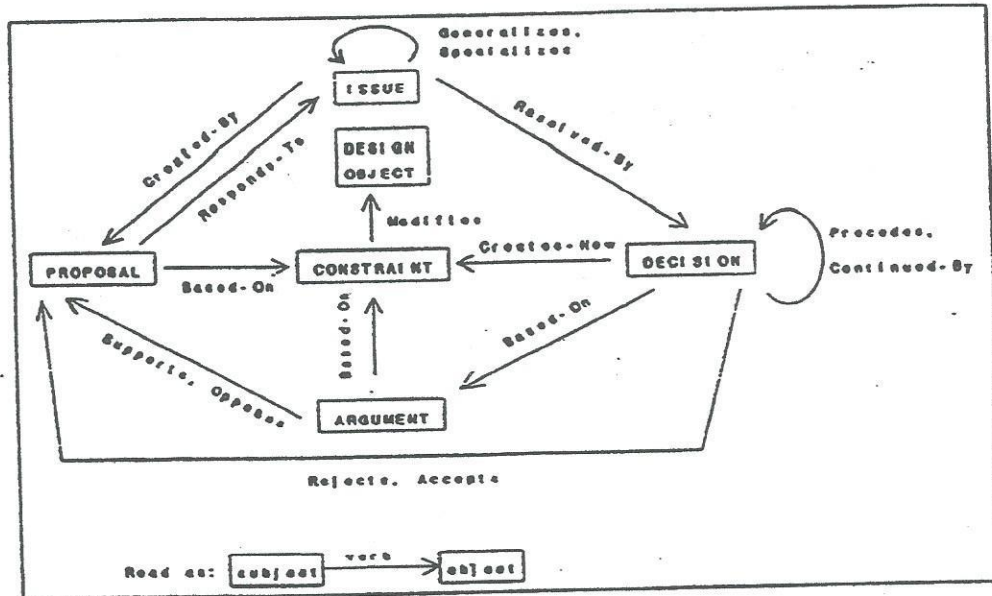 Generalizes,
Specializes
ISSUE
Created-By
Responds-To
Resolved-By
DESIGN
OBJECT
Modifies
Creates-New
Precedes,
Continued-By
PROPOSAL
CONSTRAINT
DECISION
Based-On
Based-On
Based-On
Supports, Opposes
ARGUMENT
Rejects, Accepts
Read as:
subject
verb
object